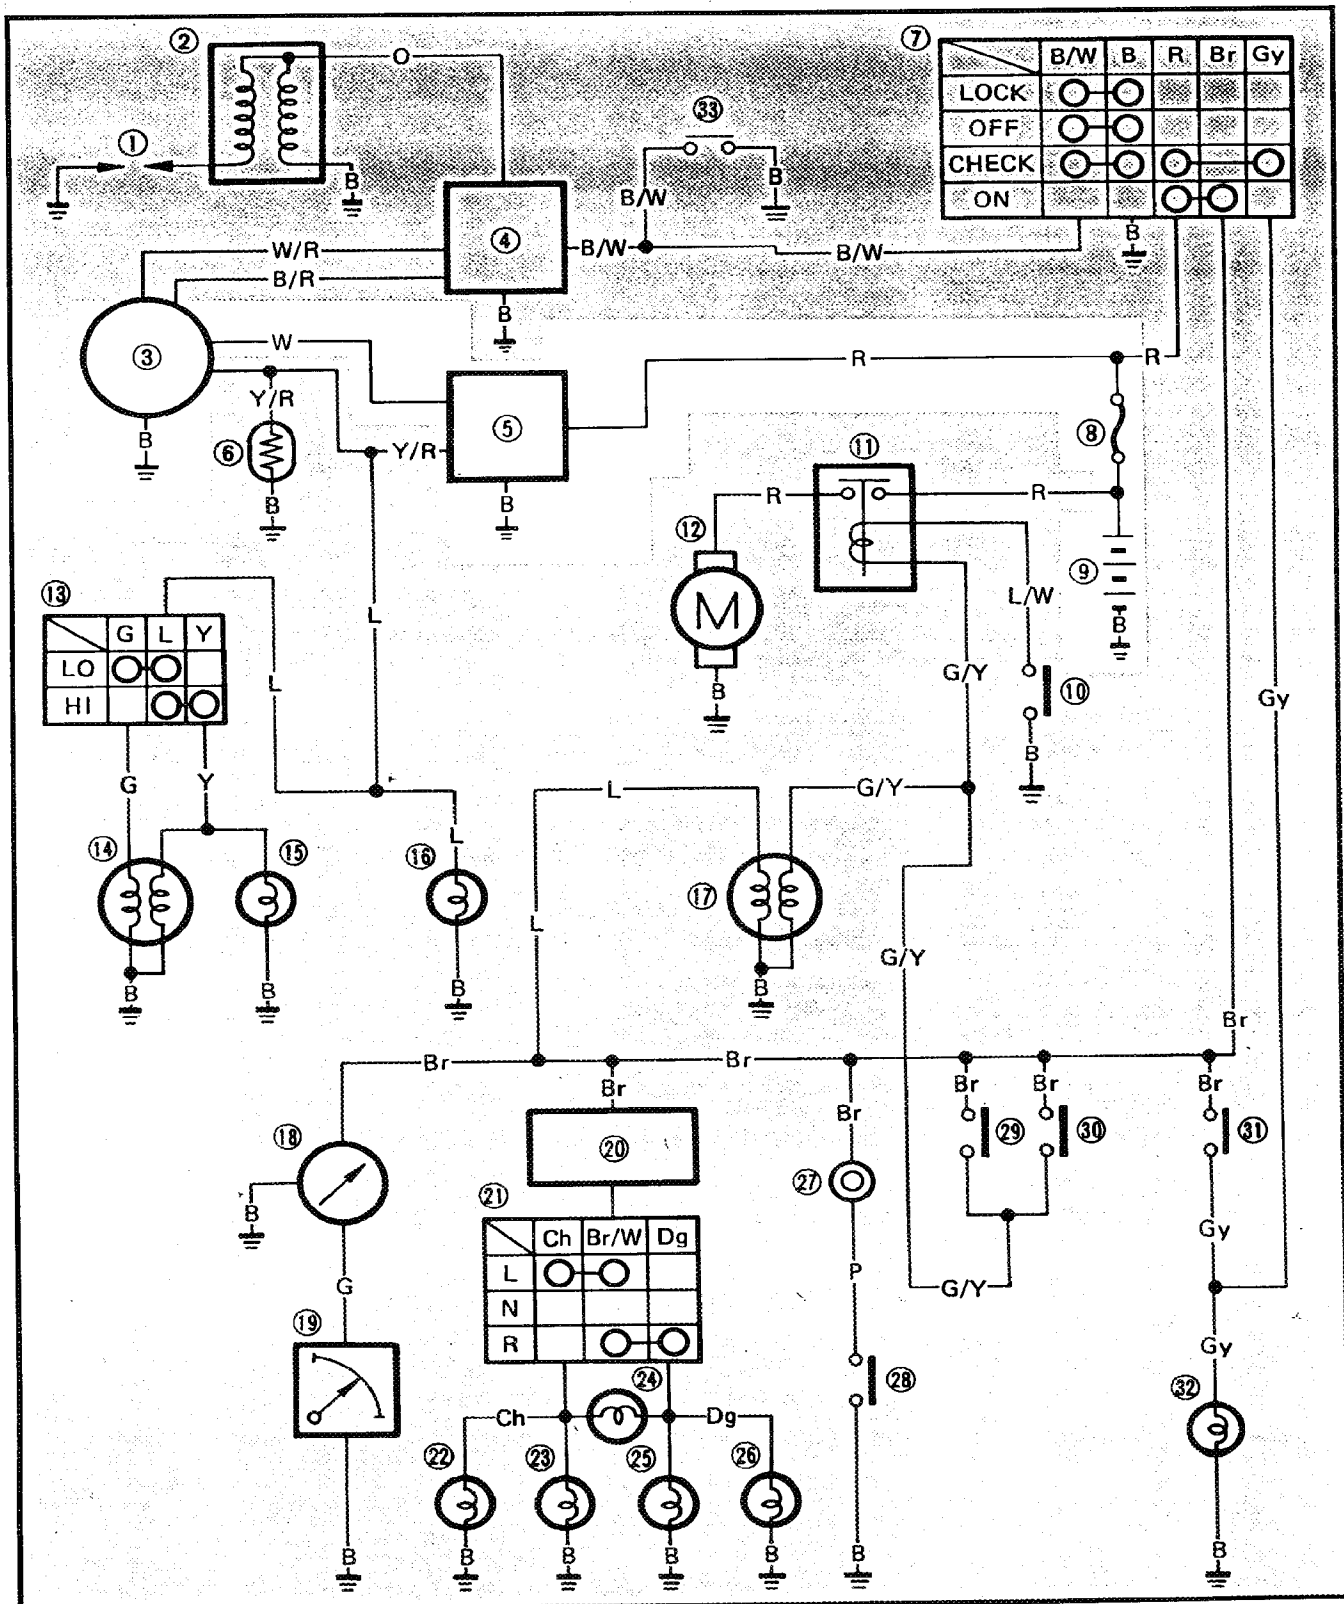 ② ⑦ B/W B R Br Gy
O
LOCK
㉝
OFF
①
CHECK
B B
B/W
ON
④
W/R B/W B/W B
B/R
B
③ W R R
Y/R
⑤ ⑧
B ⑥ Y/R ⑪
R R
B B ⑫
⑨
⑬ L/W
M
L B
G L Y
LO
G/Y
HI L B ⑩ Gy
B
G Y L G/Y
⑭ ⑮ ⑯ L
⑰
L
G/Y
B B B B
Br
Br Br
Br Br Br Br
Br
⑱ ⑳ ㉗ ㉙ ㉚ ㉛
㉑
B
Ch Br/W Dg Gy
L P
G G/Y
N
⑲
R Gy
㉔ ㉘ ㉜
Ch Dg
㉒ ㉓ ㉕ ㉖
B B B B B B B